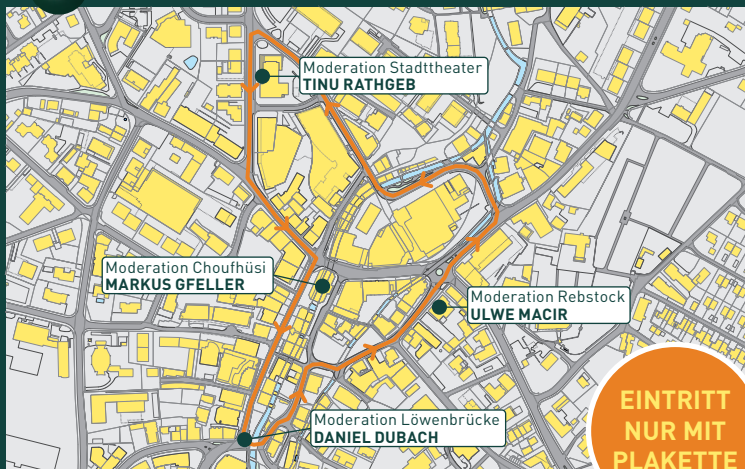 Moderation Stadttheater
TINU RATHGEB
Moderation Choufhüsi
MARKUS GFELLER
Moderation Rebstock
ULWE MACIR
Moderation Löwenbrücke
DANIEL DUBACH
EINTRITT
NUR MIT
PLAKETTE